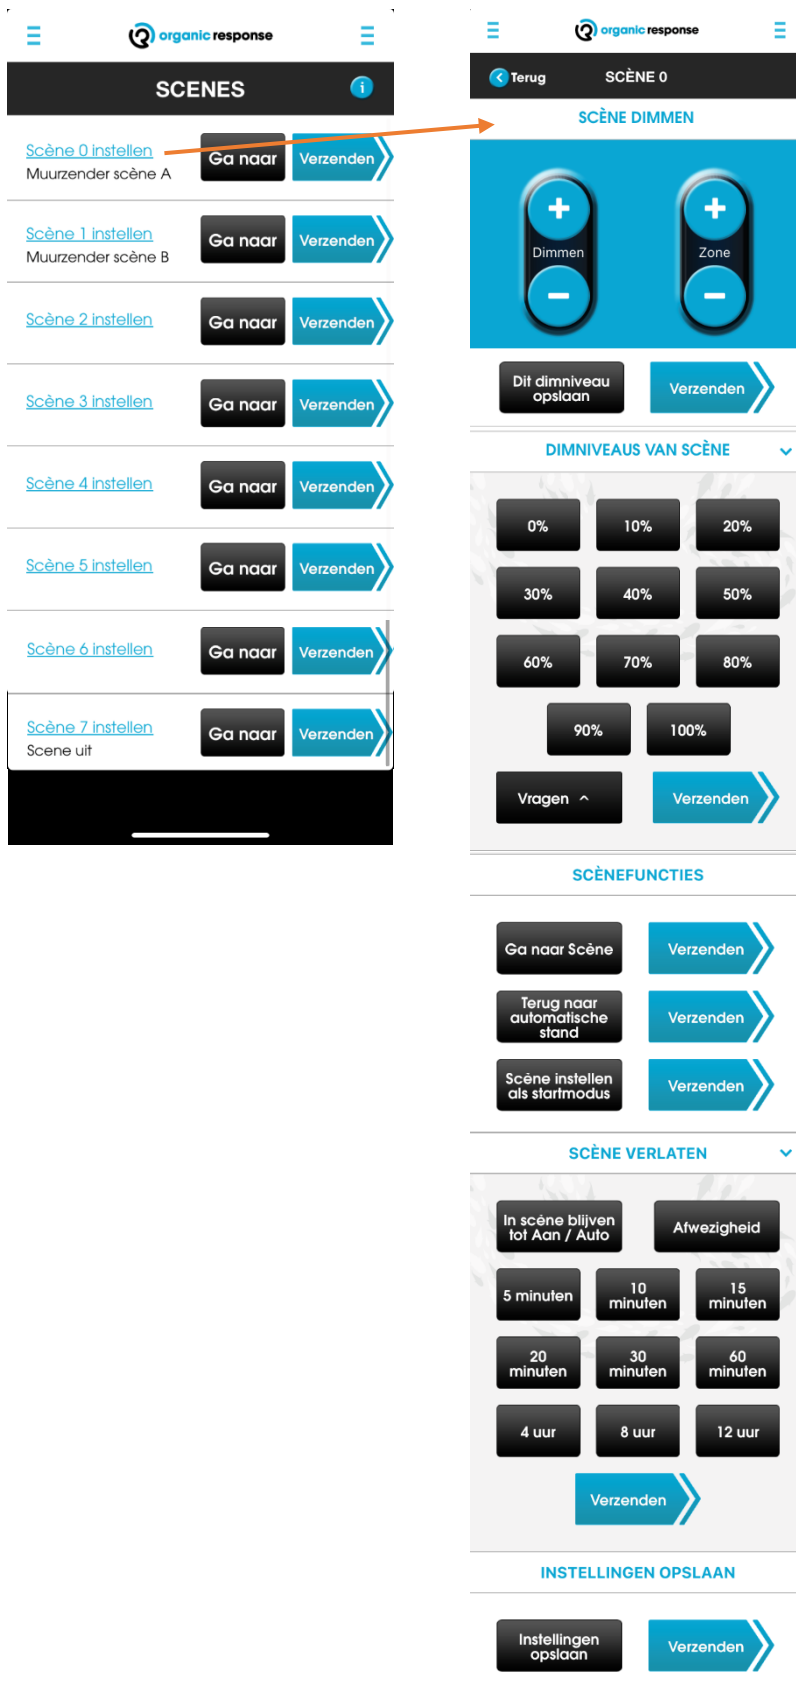 organic response
SCENES
i
Scène 0 instellen
Muurzender scène A
Ga naar
Verzenden
Scène 1 instellen
Muurzender scène B
Ga naar
Verzenden
Scène 2 instellen
Ga naar
Verzenden
Scène 3 instellen
Ga naar
Verzenden
Scène 4 instellen
Ga naar
Verzenden
Scène 5 instellen
Ga naar
Verzenden
Scène 6 instellen
Ga naar
Verzenden
Scène 7 instellen
Scene uit
Ga naar
Verzenden
organic response
Terug
SCÈNE 0
SCÈNE DIMMEN
+
Dimmen
−
+
Zone
−
Dit dimniveau
opslaan
Verzenden
DIMNIVEAUS VAN SCÈNE
0%
10%
20%
30%
40%
50%
60%
70%
80%
90%
100%
Vragen
Verzenden
SCÈNEFUNCTIES
Ga naar Scène
Verzenden
Terug naar
automatische
stand
Verzenden
Scène instellen
als startmodus
Verzenden
SCÈNE VERLATEN
In scène blijven
tot Aan / Auto
Afwezigheid
5 minuten
10
minuten
15
minuten
20
minuten
30
minuten
60
minuten
4 uur
8 uur
12 uur
Verzenden
INSTELLINGEN OPSLAAN
Instellingen
opslaan
Verzenden